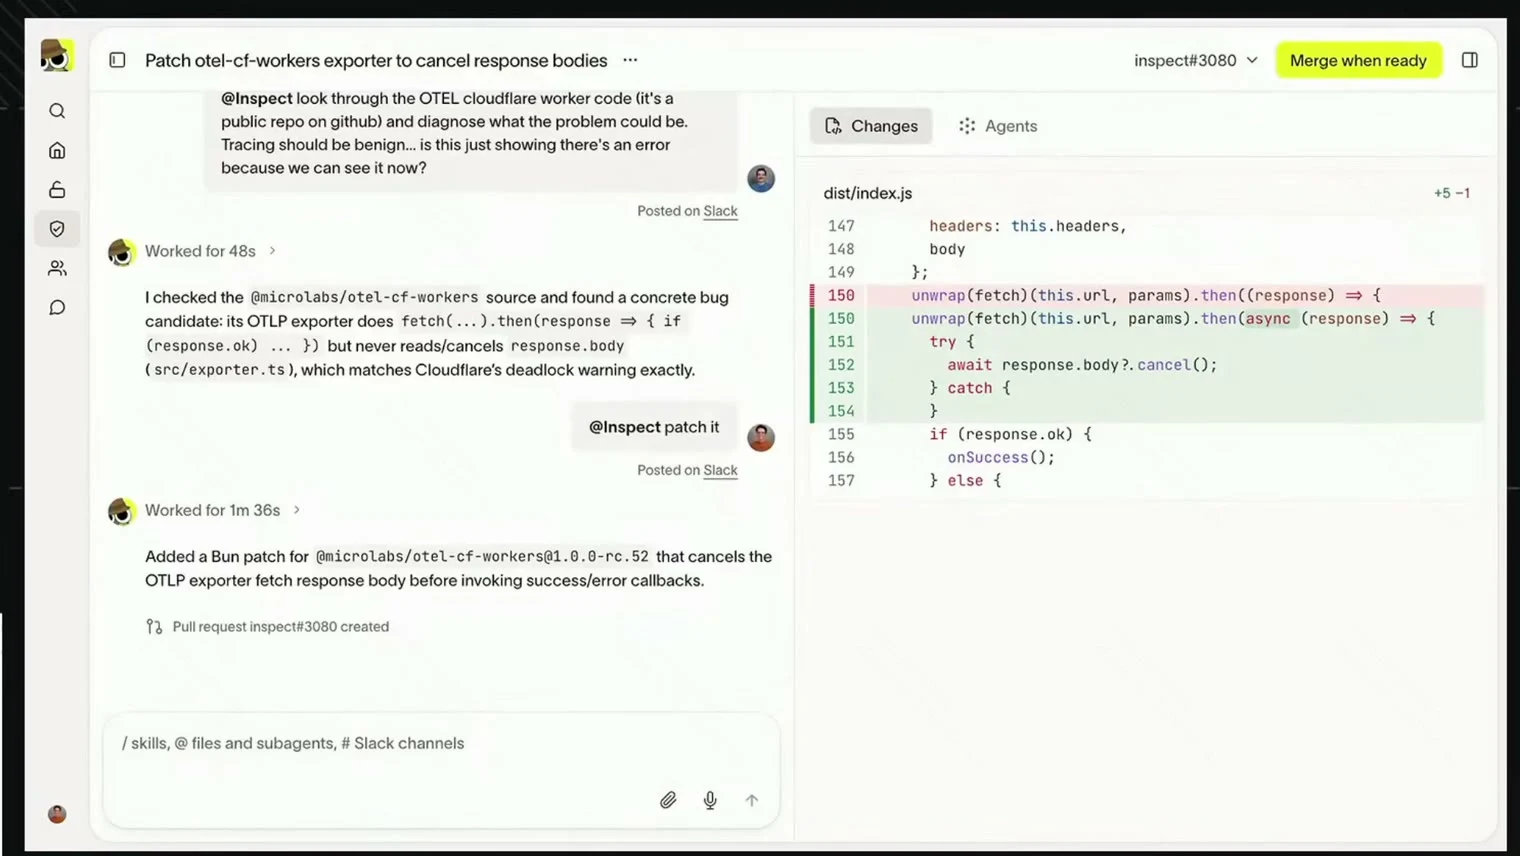 Patch otel-cf-workers exporter to cancel response bodies ...
inspect#3080
Merge when ready
@Inspect look through the OTEL cloudflare worker code (it's a
public repo on github) and diagnose what the problem could be.
Tracing should be benign... is this just showing there's an error
because we can see it now?
Posted on Slack
Worked for 48s
I checked the @microlabs/otel-cf-workers source and found a concrete bug
candidate: its OTLP exporter does fetch(...).then(response => { if
(response.ok) ... }) but never reads/cancels response.body
(src/exporter.ts), which matches Cloudflare's deadlock warning exactly.
@Inspect patch it
Posted on Slack
Worked for 1m 36s
Added a Bun patch for @microlabs/otel-cf-workers@1.0.0-rc.52 that cancels the
OTLP exporter fetch response body before invoking success/error callbacks.
Pull request inspect#3080 created
/ skills, @ files and subagents, # Slack channels
Changes
Agents
dist/index.js
+5 −1
147 headers: this.headers,
148 body
149 };
150 unwrap(fetch)(this.url, params).then((response) => {
150 unwrap(fetch)(this.url, params).then(async (response) => {
151 try {
152 await response.body?.cancel();
153 } catch {
154 }
155 if (response.ok) {
156 onSuccess();
157 } else {